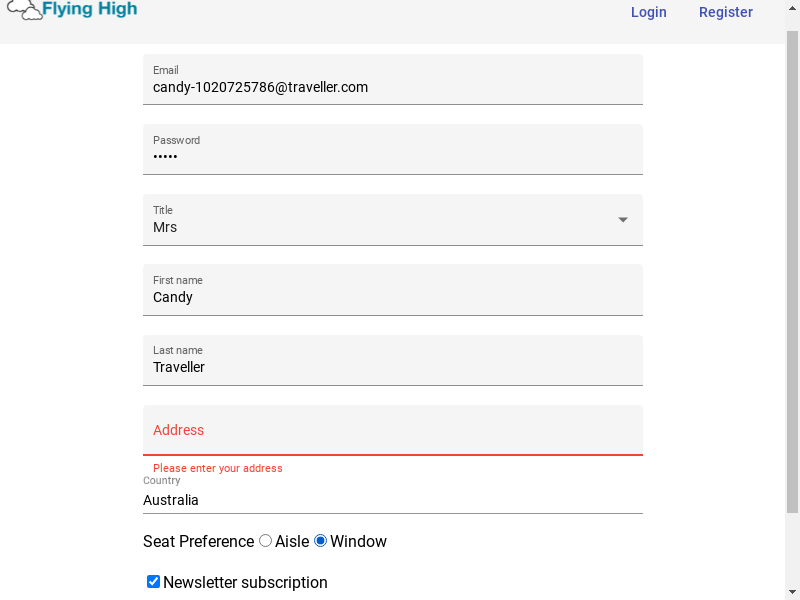 Flying High
Login Register
Email
candy-1020725786@traveller.com
Password
•••••
Title
Mrs
First name
Candy
Last name
Traveller
Address
Please enter your address
Country
Australia
Seat Preference Aisle Window
Newsletter subscription